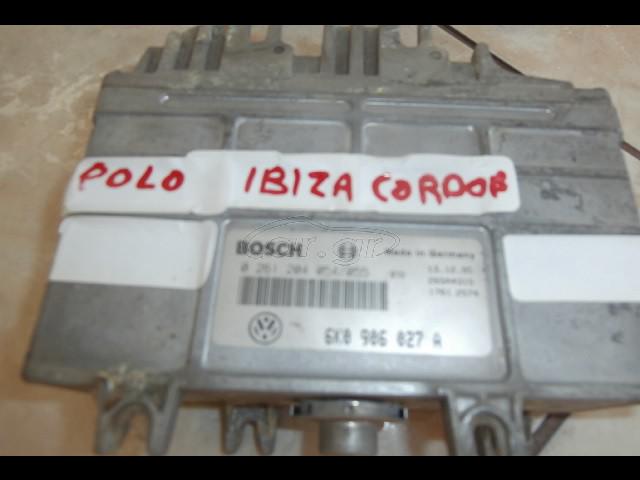 POLO IBIZA CORDOB
BOSCH Made in Germany
0 261 204 054/055
6K0 906 027 A